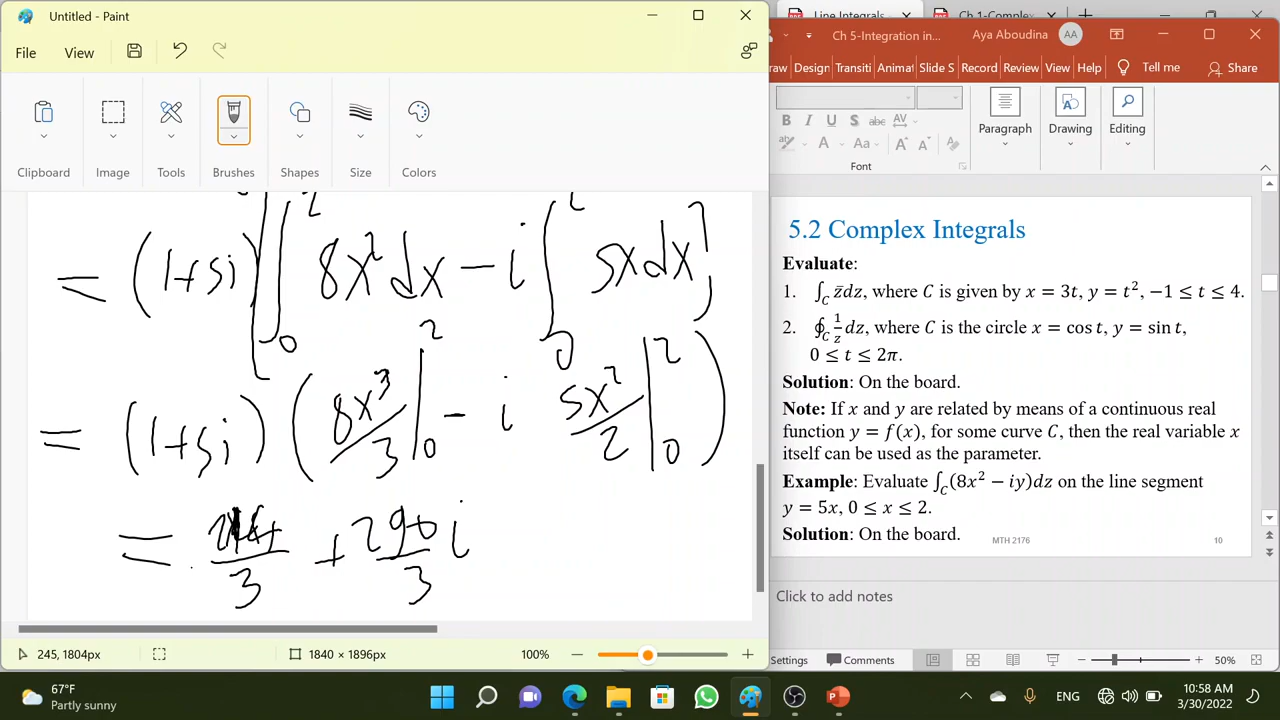 Untitled - Paint
File View
Clipboard Image Tools Brushes Shapes Size Colors
= (1+5i) [ ∫₀² 8x² dx - i ∫₀² 5x dx ]
= (1+5i) ( 8x³/3 |₀² - i 5x²/2 |₀² )
= 214/3 + 290/3 i
245, 1804px 1840 × 1896px 100%
Line Integrals Ch 1-Complex
Ch 5-Integration in... Aya Aboudina AA
raw Design Transiti Animat Slide S Record Review View Help Tell me Share
B I U S abc AV
A Aa A A
Paragraph Drawing Editing
Font
5.2 Complex Integrals
Evaluate:
1. ∫_C z̄dz, where C is given by x = 3t, y = t², −1 ≤ t ≤ 4.
2. ∮_C 1/z dz, where C is the circle x = cos t, y = sin t,
0 ≤ t ≤ 2π.
Solution: On the board.
Note: If x and y are related by means of a continuous real
function y = f(x), for some curve C, then the real variable x
itself can be used as the parameter.
Example: Evaluate ∫_C(8x² − iy)dz on the line segment
y = 5x, 0 ≤ x ≤ 2.
Solution: On the board.
MTH 2176 10
Click to add notes
Settings Comments 50%
67°F
Partly sunny
ENG
10:58 AM
3/30/2022